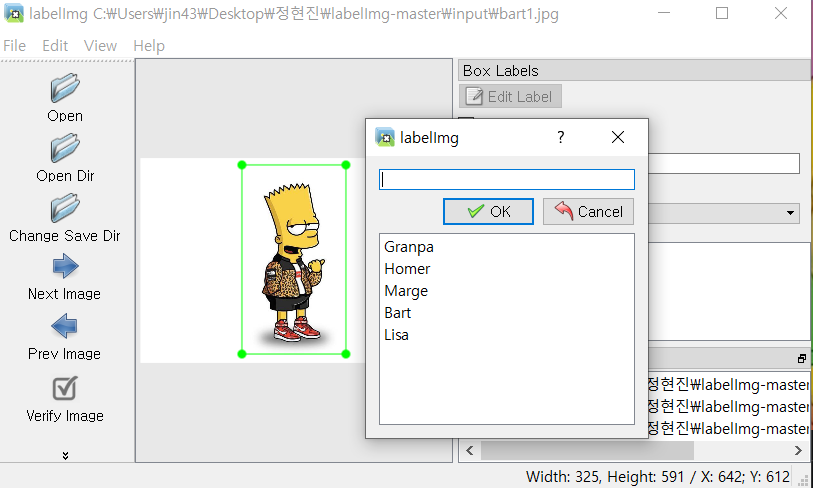 labelImg C:₩Users₩jin43₩Desktop₩정현진₩labelImg-master₩input₩bart1.jpg
File Edit View Help
Open
Open Dir
Change Save Dir
Next Image
Prev Image
Verify Image
Box Labels
Edit Label
labelImg
?
OK
Cancel
Granpa
Homer
Marge
Bart
Lisa
정현진₩labelImg-master
정현진₩labelImg-master
정현진₩labelImg-master
Width: 325, Height: 591 / X: 642; Y: 612